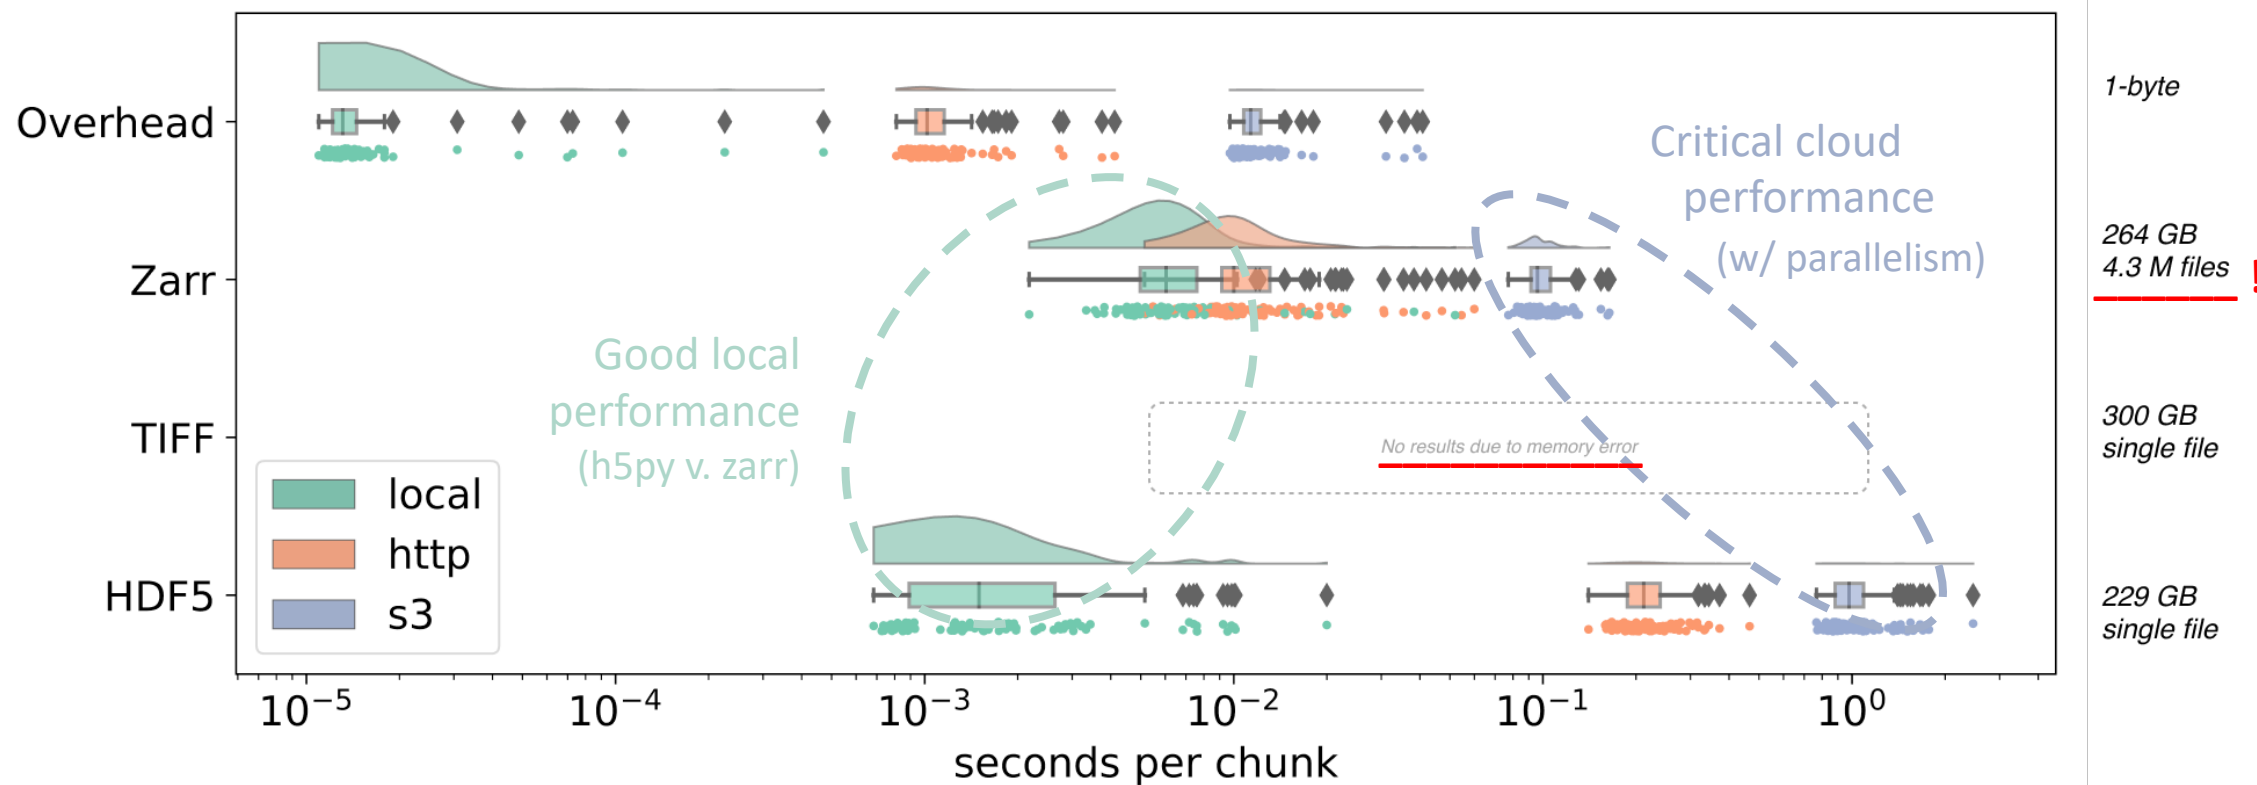 Overhead
1-byte
Critical cloud
performance
(w/ parallelism)
Zarr
264 GB
4.3 M files
!
Good local
performance
(h5py v. zarr)
TIFF
No results due to memory error
300 GB
single file
local
http
s3
HDF5
229 GB
single file
10⁻⁵ 10⁻⁴ 10⁻³ 10⁻² 10⁻¹ 10⁰
seconds per chunk